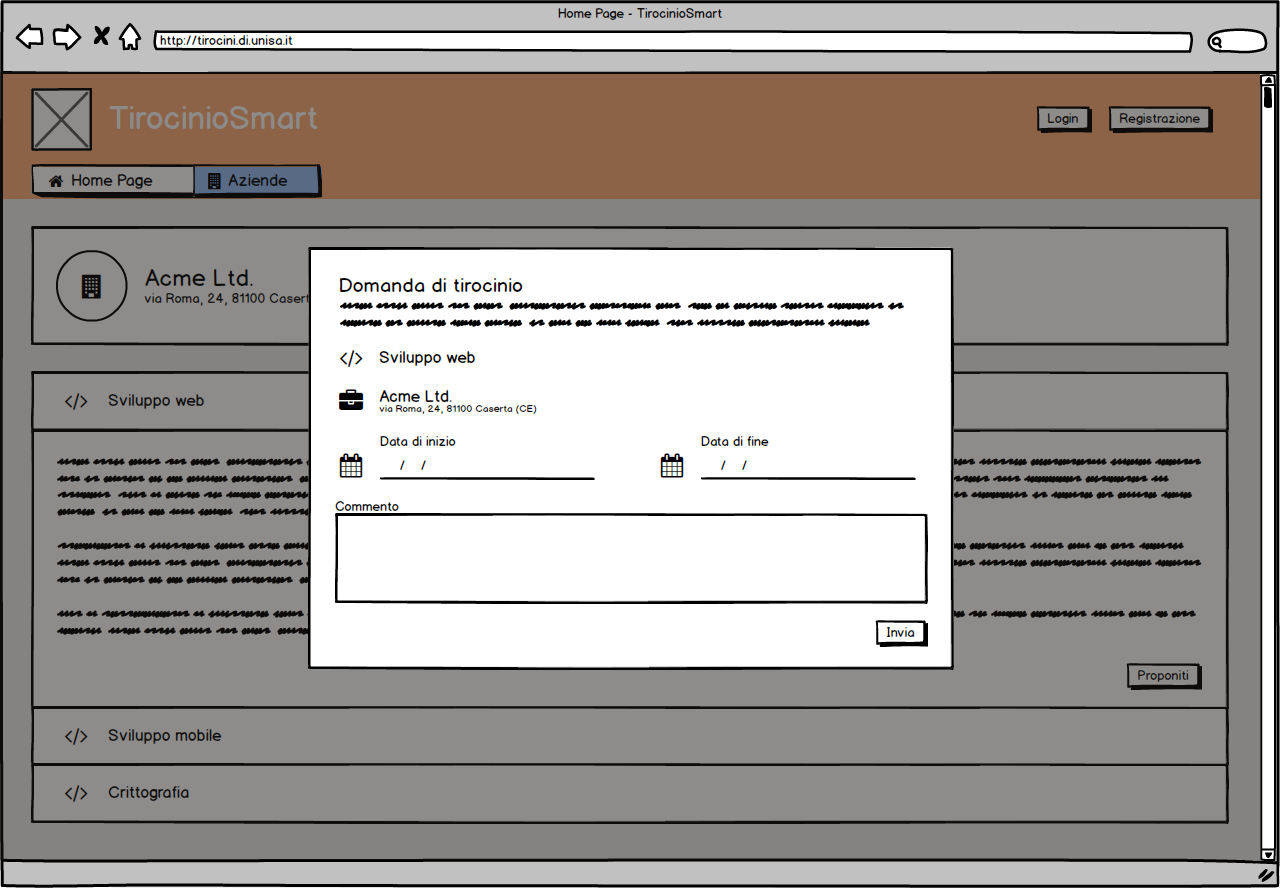 Home Page - TirocinioSmart
http://tirocini.di.unisa.it
TirocinioSmart
Login
Registrazione
Home Page
Aziende
Acme Ltd.
via Roma, 24, 81100 Casert
Domanda di tirocinio
</> Sviluppo web
Acme Ltd.
via Roma, 24, 81100 Caserta (CE)
Data di inizio
/ /
Data di fine
/ /
Commento
Invia
</> Sviluppo web
Proponiti
</> Sviluppo mobile
</> Crittografia